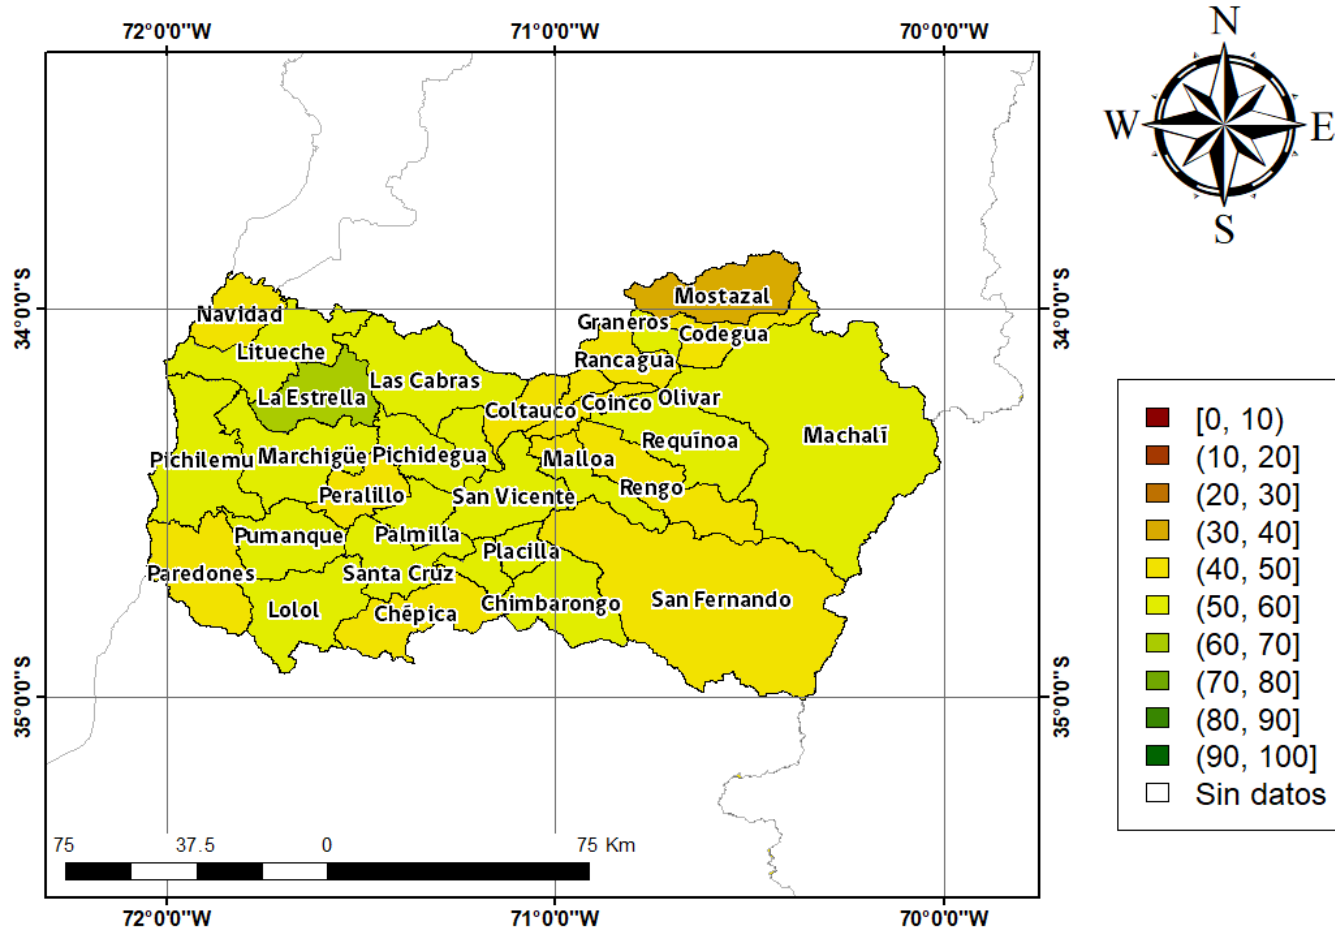 72°0'0"W 71°0'0"W 70°0'0"W
N
W E
S
34°0'0"S 34°0'0"S
Mostazal
Navidad
Graneros
Codegua
Litueche
Rancagua
Las Cabras
La Estrella
Coltauco Coinco Olivar
Requínoa Machalí
Pichilemu Marchigüe Pichidegua Malloa
Peralillo San Vicente Rengo
Pumanque Palmilla
Placilla
Paredones Santa Cruz
Lolol Chépica Chimbarongo San Fernando
35°0'0"S 35°0'0"S
[0, 10)
(10, 20]
(20, 30]
(30, 40]
(40, 50]
(50, 60]
(60, 70]
(70, 80]
(80, 90]
(90, 100]
Sin datos
75 37.5 0 75 Km
72°0'0"W 71°0'0"W 70°0'0"W